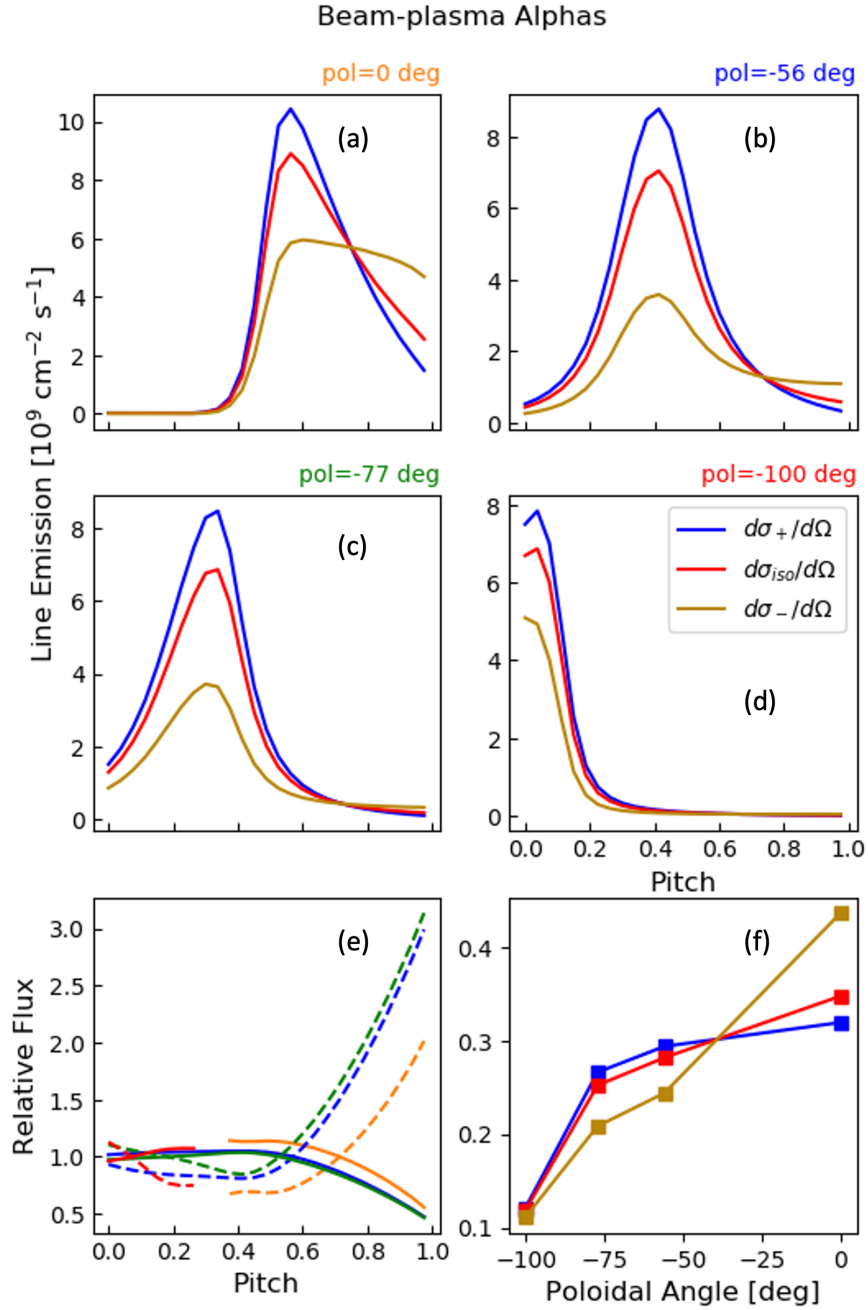 Beam-plasma Alphas
pol=0 deg
pol=-56 deg
(a)
(b)
10
8
6
4
2
0
8
6
4
2
0
Line Emission [10⁹ cm⁻² s⁻¹]
pol=-77 deg
pol=-100 deg
(c)
8
6
4
2
0
8
6
4
2
0
dσ₊/dΩ
dσᵢₛₒ/dΩ
dσ₋/dΩ
(d)
0.0 0.2 0.4 0.6 0.8 1.0
Pitch
(e)
(f)
3.0
2.5
2.0
1.5
1.0
0.5
Relative Flux
0.4
0.3
0.2
0.1
0.0 0.2 0.4 0.6 0.8 1.0
Pitch
−100 −75 −50 −25 0
Poloidal Angle [deg]